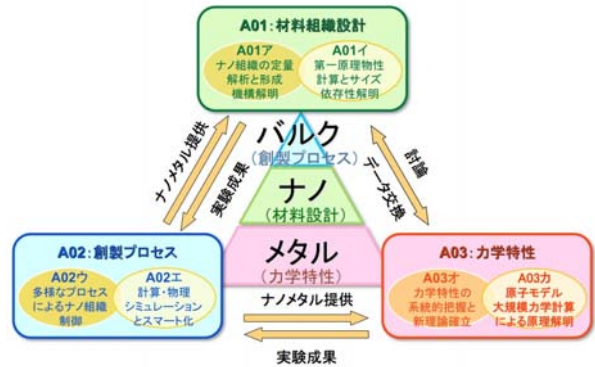 A01：材料組織設計
A01ア
ナノ組織の定量
解析と形成
機構解明
A01イ
第一原理物性
計算とサイズ
依存性解明
ナノメタル提供
実験成果
バルク
(創製プロセス)
ナノ
(材料設計)
メタル
(力学特性)
討論
データ交換
A02：創製プロセス
A02ウ
多様なプロセス
によるナノ組織
制御
A02エ
計算・物理
シミュレーション
とスマート化
A03：力学特性
A03オ
力学特性の
系統的把握と
新理論確立
A03カ
原子モデル
大規模力学計算
による原理解明
ナノメタル提供
実験成果